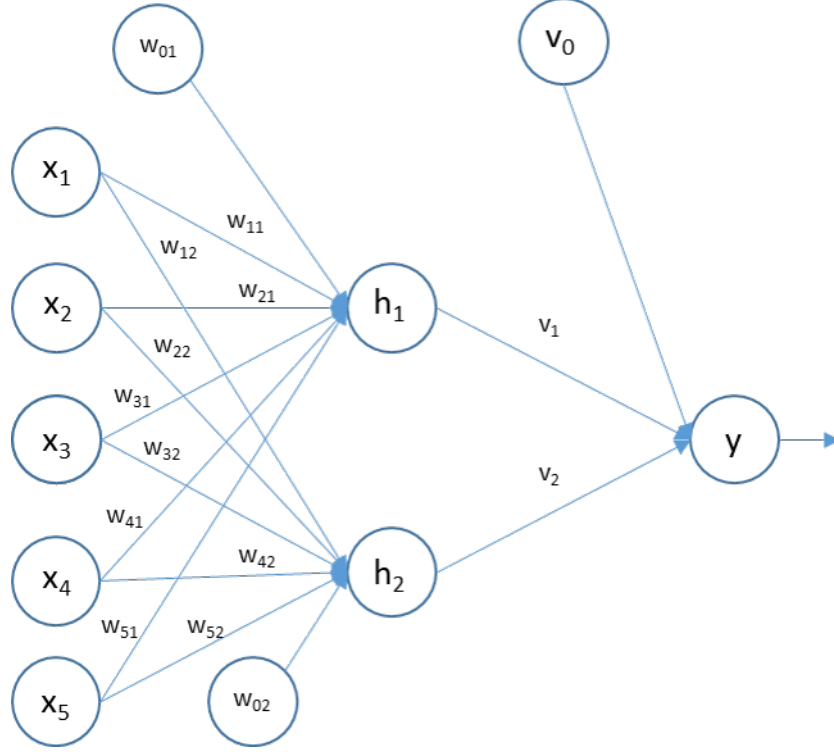 w₀₁
v₀
x₁
w₁₁
w₁₂
x₂
w₂₁
h₁
w₂₂
v₁
w₃₁
x₃
w₃₂
y
v₂
w₄₁
x₄
w₄₂
h₂
w₅₁
w₅₂
x₅
w₀₂